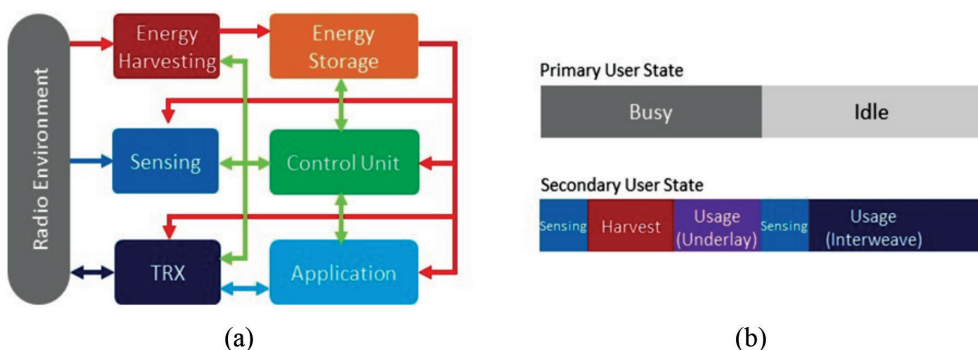 Radio Environment
Energy
Harvesting
Energy
Storage
Sensing
Control Unit
TRX
Application
(a)
Primary User State
Busy
Idle
Secondary User State
Sensing
Harvest
Usage
(Underlay)
Sensing
Usage
(Interweave)
(b)